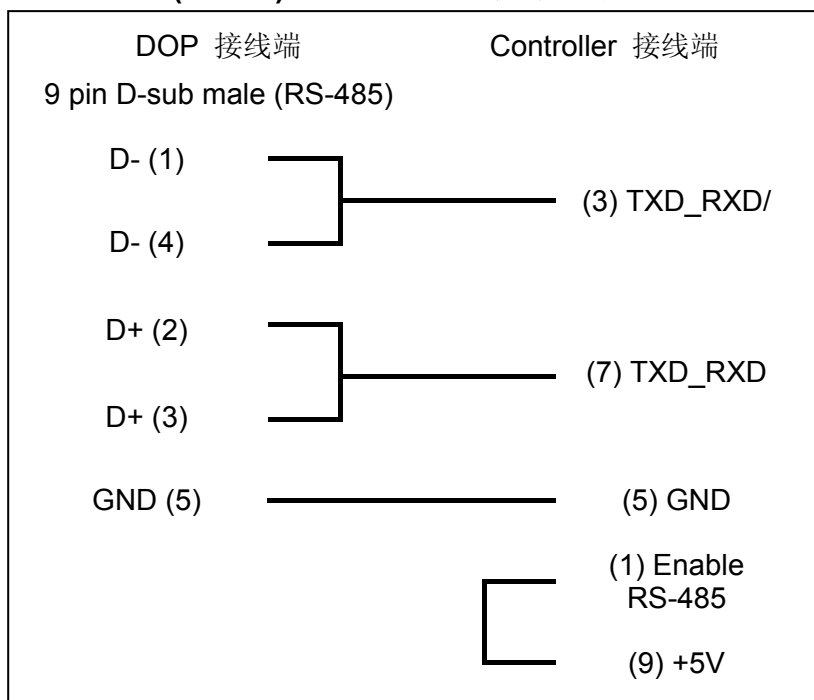 DOP 接线端 Controller 接线端
9 pin D-sub male (RS-485)
D- (1)
(3) TXD_RXD/
D- (4)
D+ (2)
(7) TXD_RXD
D+ (3)
GND (5) (5) GND
(1) Enable
RS-485
(9) +5V